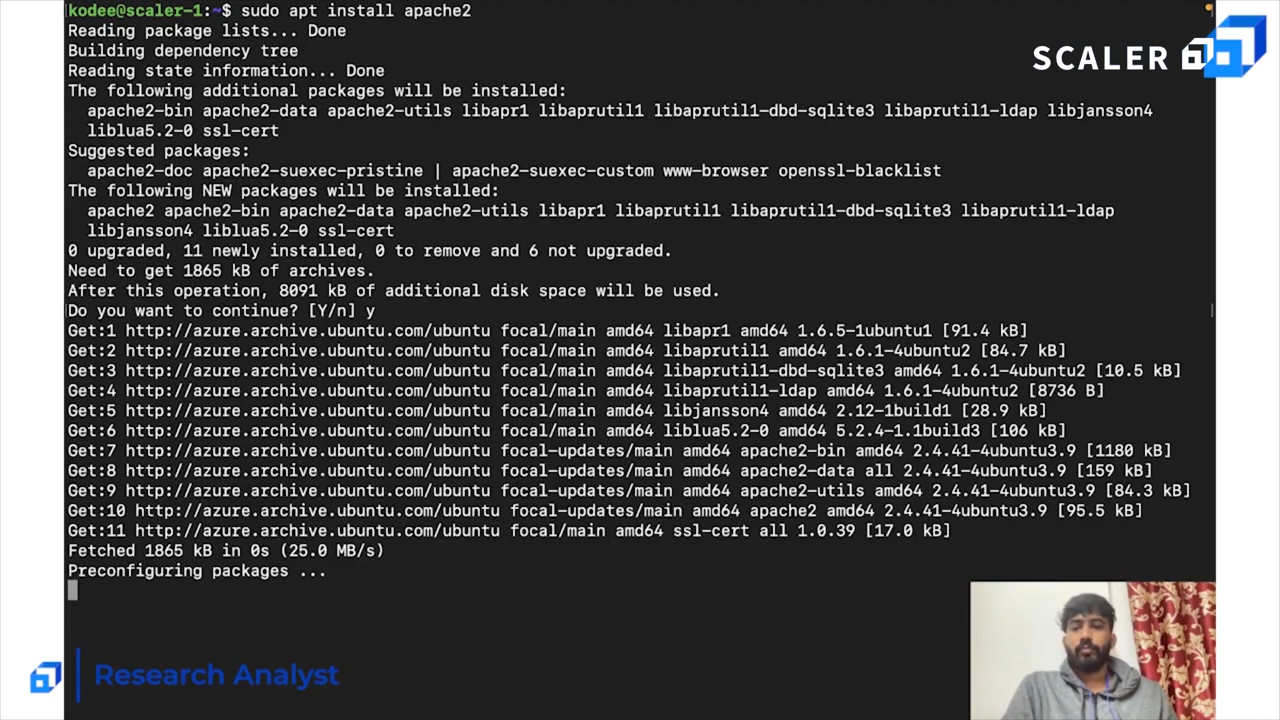 kodee@scaler-1:~$ sudo apt install apache2
Reading package lists... Done
Building dependency tree
Reading state information... Done
The following additional packages will be installed:
  apache2-bin apache2-data apache2-utils libapr1 libaprutil1 libaprutil1-dbd-sqlite3 libaprutil1-ldap libjansson4
  liblua5.2-0 ssl-cert
Suggested packages:
  apache2-doc apache2-suexec-pristine | apache2-suexec-custom www-browser openssl-blacklist
The following NEW packages will be installed:
  apache2 apache2-bin apache2-data apache2-utils libapr1 libaprutil1 libaprutil1-dbd-sqlite3 libaprutil1-ldap
  libjansson4 liblua5.2-0 ssl-cert
0 upgraded, 11 newly installed, 0 to remove and 6 not upgraded.
Need to get 1865 kB of archives.
After this operation, 8091 kB of additional disk space will be used.
Do you want to continue? [Y/n] y
Get:1 http://azure.archive.ubuntu.com/ubuntu focal/main amd64 libapr1 amd64 1.6.5-1ubuntu1 [91.4 kB]
Get:2 http://azure.archive.ubuntu.com/ubuntu focal/main amd64 libaprutil1 amd64 1.6.1-4ubuntu2 [84.7 kB]
Get:3 http://azure.archive.ubuntu.com/ubuntu focal/main amd64 libaprutil1-dbd-sqlite3 amd64 1.6.1-4ubuntu2 [10.5 kB]
Get:4 http://azure.archive.ubuntu.com/ubuntu focal/main amd64 libaprutil1-ldap amd64 1.6.1-4ubuntu2 [8736 B]
Get:5 http://azure.archive.ubuntu.com/ubuntu focal/main amd64 libjansson4 amd64 2.12-1build1 [28.9 kB]
Get:6 http://azure.archive.ubuntu.com/ubuntu focal/main amd64 liblua5.2-0 amd64 5.2.4-1.1build3 [106 kB]
Get:7 http://azure.archive.ubuntu.com/ubuntu focal-updates/main amd64 apache2-bin amd64 2.4.41-4ubuntu3.9 [1180 kB]
Get:8 http://azure.archive.ubuntu.com/ubuntu focal-updates/main amd64 apache2-data all 2.4.41-4ubuntu3.9 [159 kB]
Get:9 http://azure.archive.ubuntu.com/ubuntu focal-updates/main amd64 apache2-utils amd64 2.4.41-4ubuntu3.9 [84.3 kB]
Get:10 http://azure.archive.ubuntu.com/ubuntu focal-updates/main amd64 apache2 amd64 2.4.41-4ubuntu3.9 [95.5 kB]
Get:11 http://azure.archive.ubuntu.com/ubuntu focal/main amd64 ssl-cert all 1.0.39 [17.0 kB]
Fetched 1865 kB in 0s (25.0 MB/s)
Preconfiguring packages ...
SCALER
Research Analyst